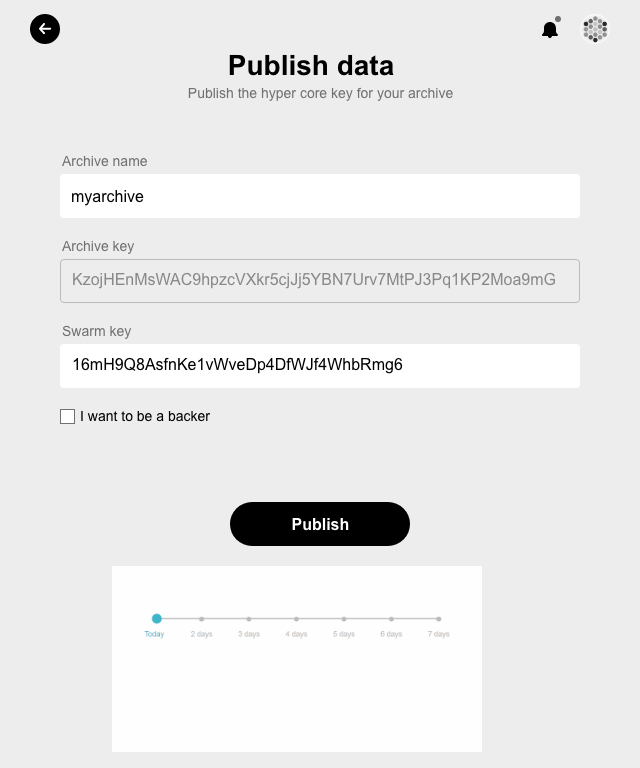 Publish data
Publish the hyper core key for your archive
Archive name
myarchive
Archive key
KzojHEnMsWAC9hpzcVXkr5cjJj5YBN7Urv7MtPJ3Pq1KP2Moa9mG
Swarm key
16mH9Q8AsfnKe1vWveDp4DfWJf4WhbRmg6
I want to be a backer
Publish
Today 2 days 3 days 4 days 5 days 6 days 7 days